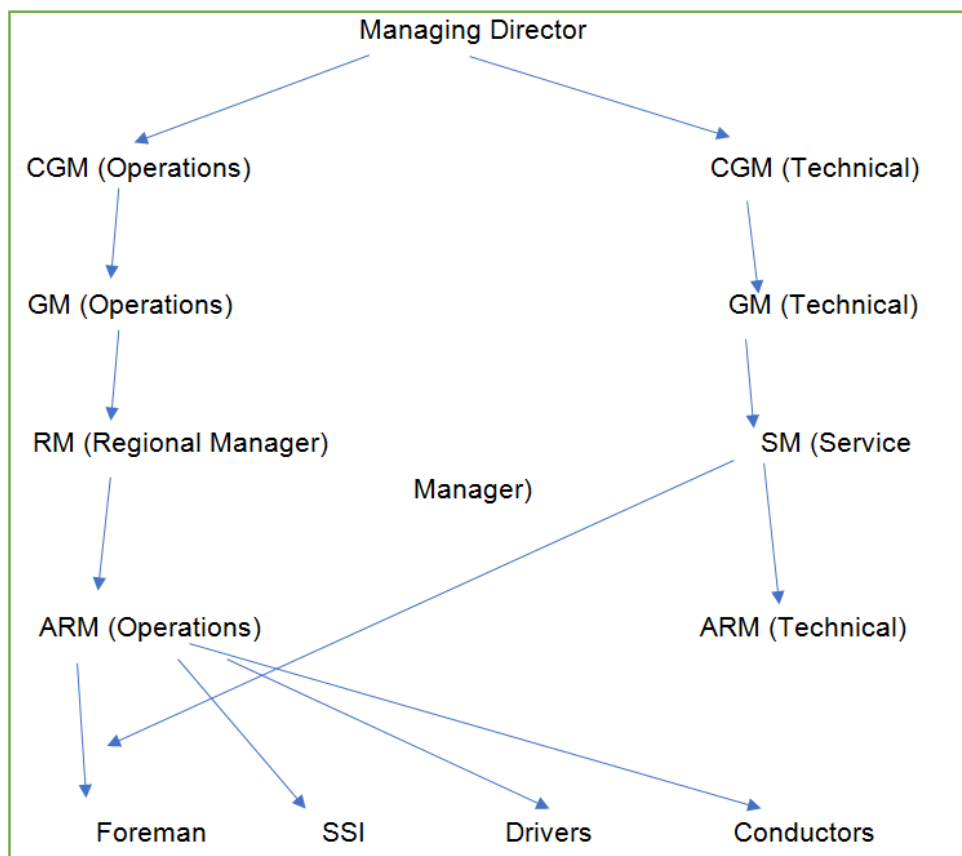 Managing Director
CGM (Operations) CGM (Technical)
GM (Operations) GM (Technical)
RM (Regional Manager) SM (Service
Manager)
ARM (Operations) ARM (Technical)
Foreman SSI Drivers Conductors